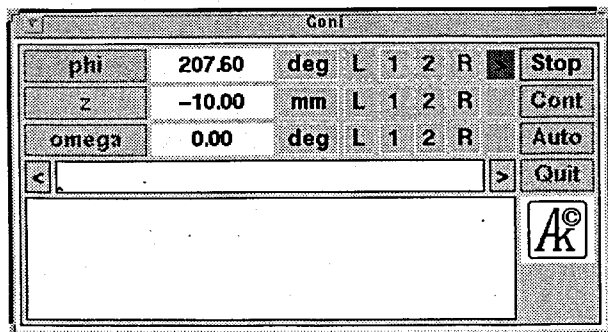 Goni
phi 207.60 deg L 1 2 R S Stop
z -10.00 mm L 1 2 R Cont
omega 0.00 deg L 1 2 R Auto
< > Quit
AK©